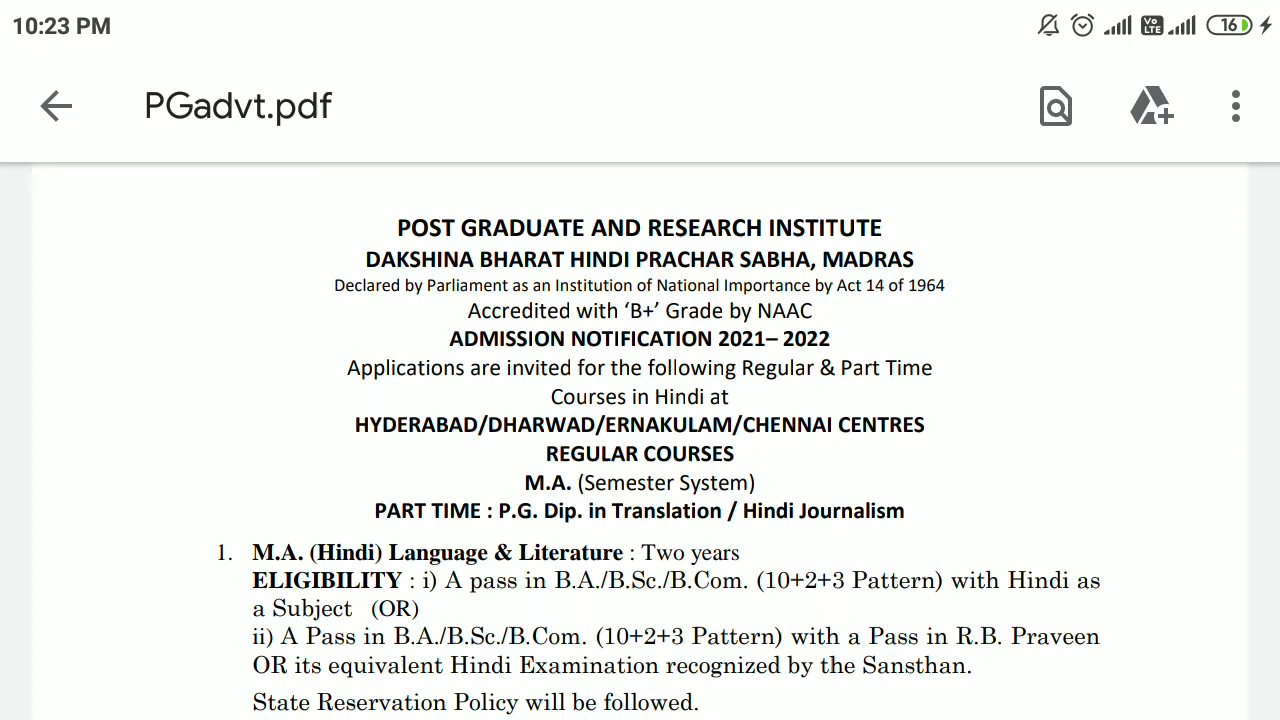 10:23 PM
Vo LTE
16
PGadvt.pdf
POST GRADUATE AND RESEARCH INSTITUTE
DAKSHINA BHARAT HINDI PRACHAR SABHA, MADRAS
Declared by Parliament as an Institution of National Importance by Act 14 of 1964
Accredited with ‘B+’ Grade by NAAC
ADMISSION NOTIFICATION 2021– 2022
Applications are invited for the following Regular & Part Time
Courses in Hindi at
HYDERABAD/DHARWAD/ERNAKULAM/CHENNAI CENTRES
REGULAR COURSES
M.A. (Semester System)
PART TIME : P.G. Dip. in Translation / Hindi Journalism
1. M.A. (Hindi) Language & Literature : Two years
ELIGIBILITY : i) A pass in B.A./B.Sc./B.Com. (10+2+3 Pattern) with Hindi as
a Subject (OR)
ii) A Pass in B.A./B.Sc./B.Com. (10+2+3 Pattern) with a Pass in R.B. Praveen
OR its equivalent Hindi Examination recognized by the Sansthan.
State Reservation Policy will be followed.